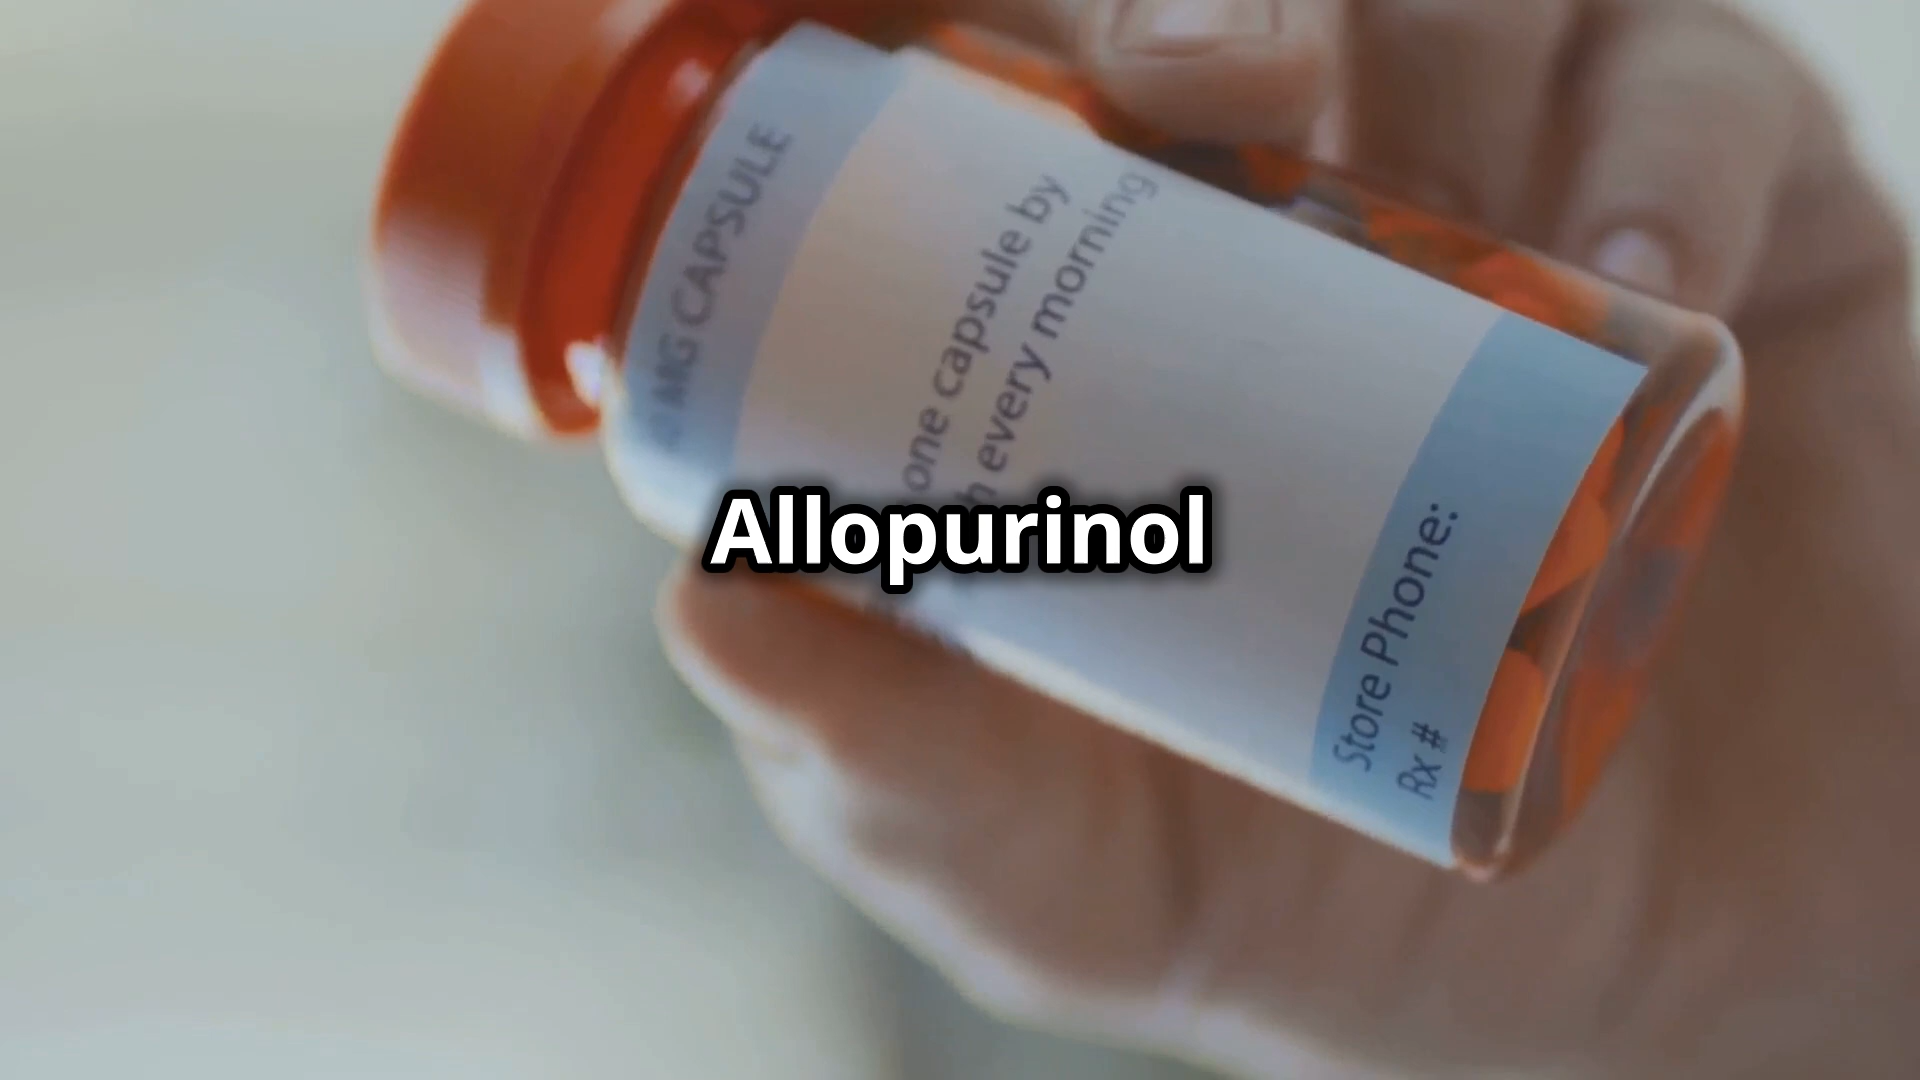 MG CAPSULE
one capsule by
every morning
Allopurinol
Store Phone:
Rx #